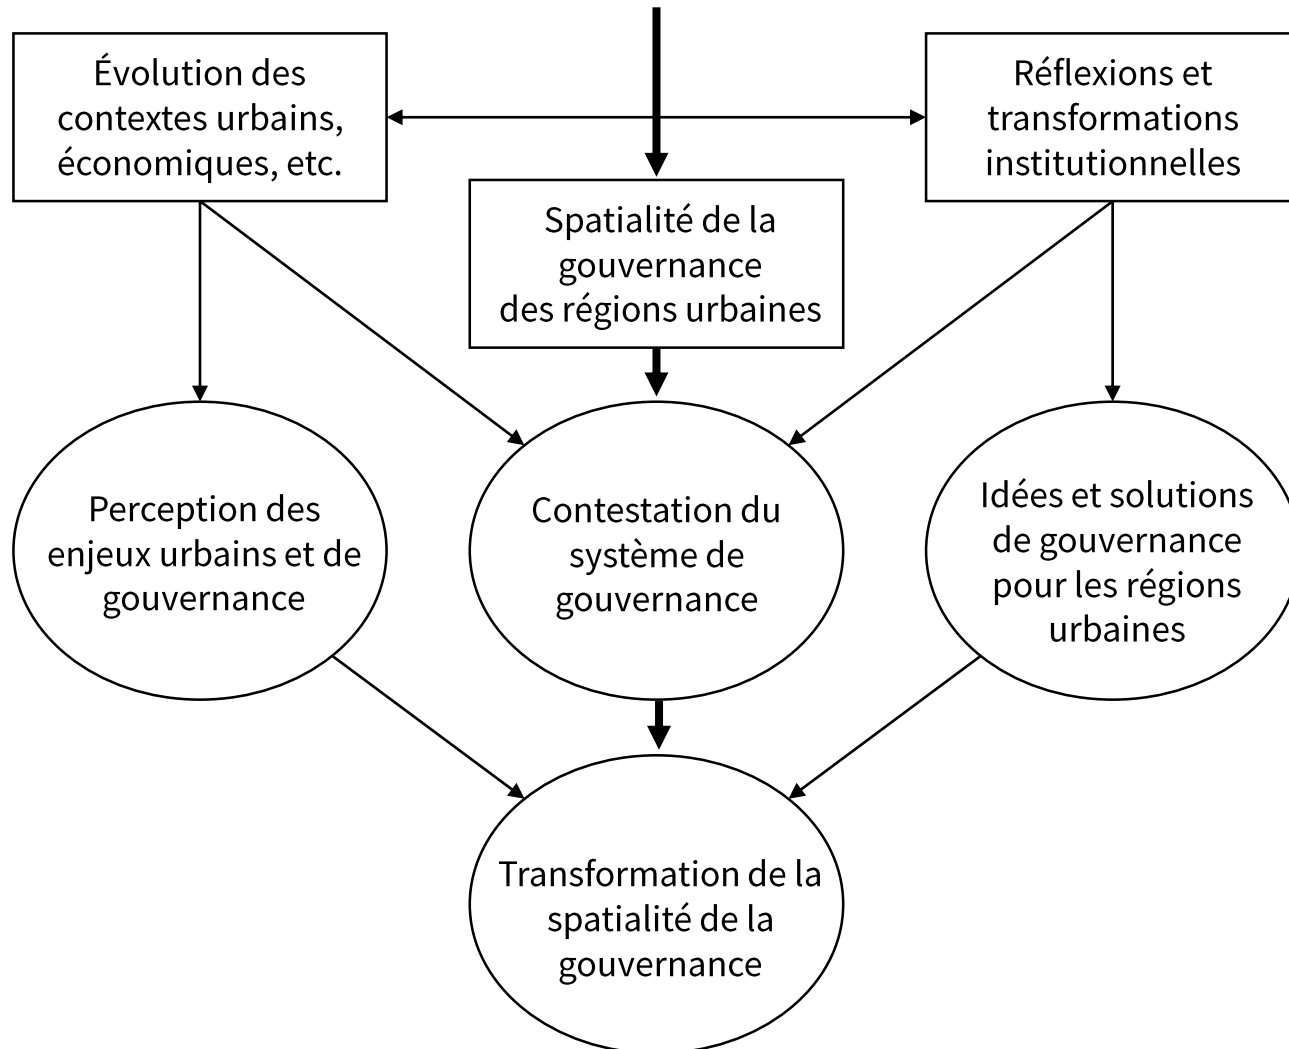 Évolution des
contextes urbains,
économiques, etc.
Réflexions et
transformations
institutionnelles
Spatialité de la
gouvernance
des régions urbaines
Perception des
enjeux urbains et de
gouvernance
Contestation du
système de
gouvernance
Idées et solutions
de gouvernance
pour les régions
urbaines
Transformation de la
spatialité de la
gouvernance